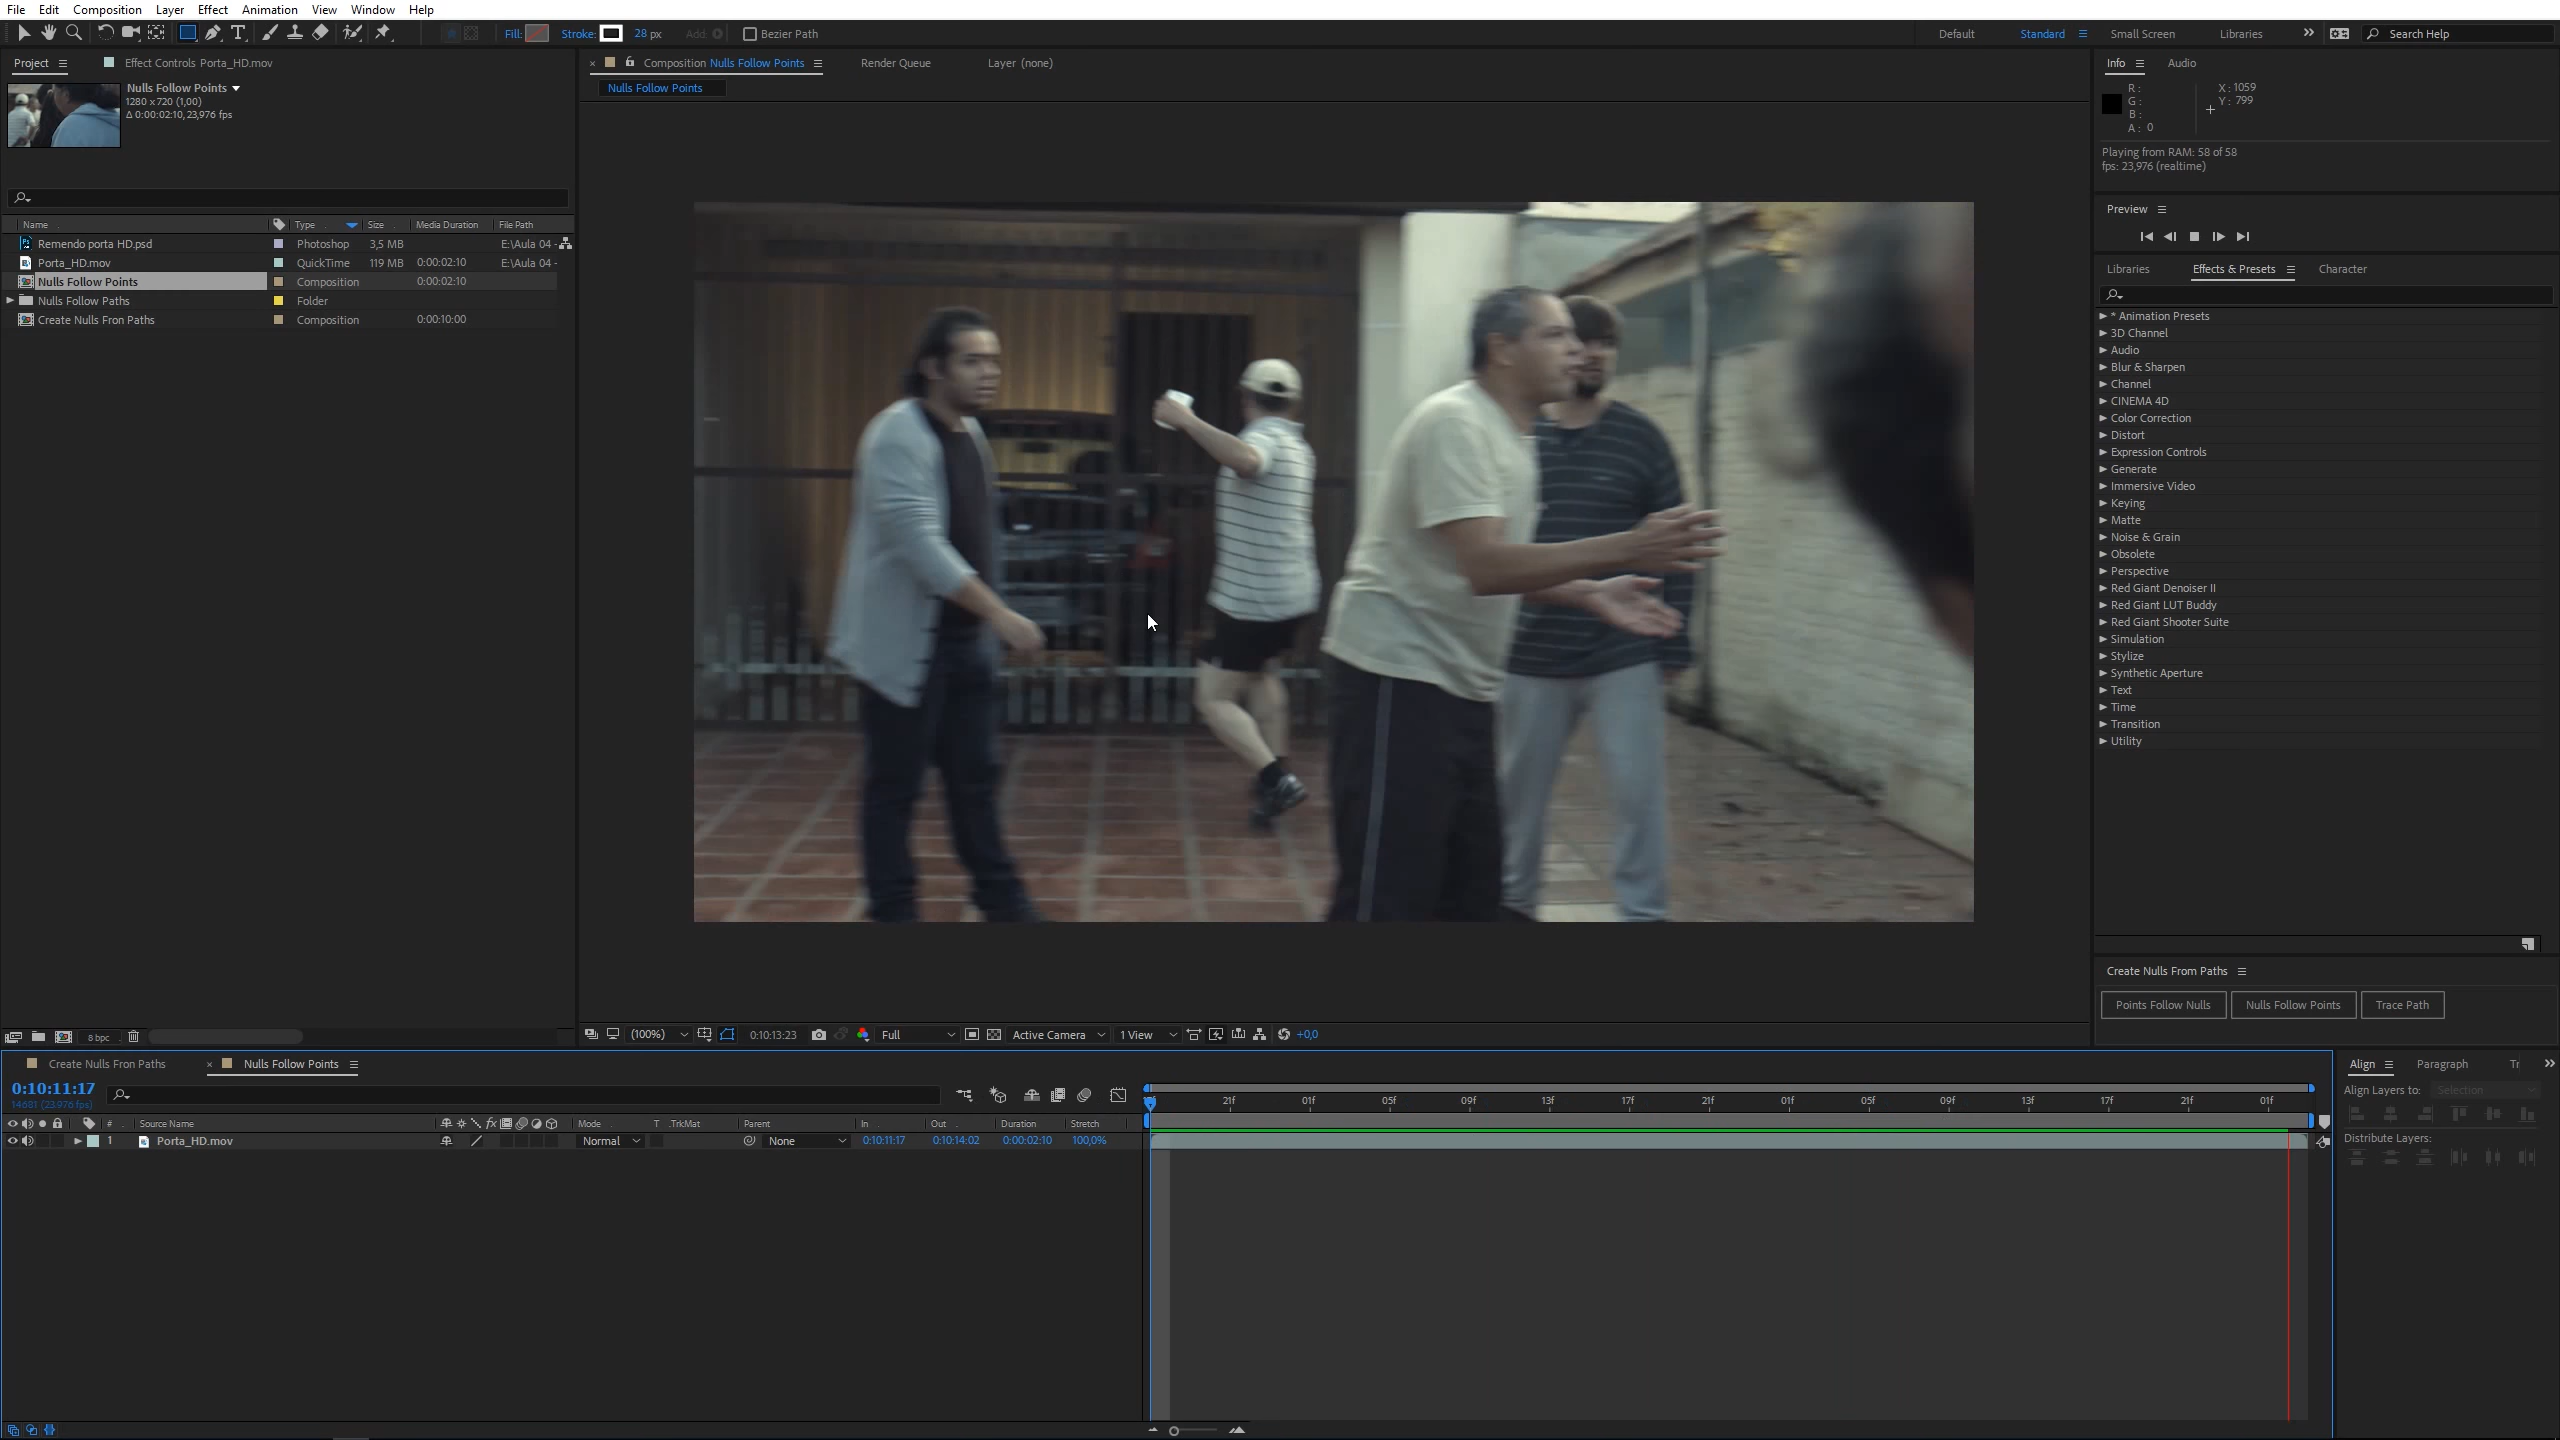 File Edit Composition Layer Effect Animation View Window Help
Fill: Stroke: 28 px Add: Bezier Path Default Standard Small Screen Libraries Search Help
Project Effect Controls Porta_HD.mov
Nulls Follow Points
1280 x 720 (1,00)
Δ 0:00:02:10, 23,976 fps
Name Type Size Media Duration File Path
Remendo porta HD.psd Photoshop 3,5 MB E:\Aula 04 -
Porta_HD.mov QuickTime 119 MB 0:00:02:10 E:\Aula 04 -
Nulls Follow Points Composition 0:00:02:10
Nulls Follow Paths Folder
Create Nulls Fron Paths Composition 0:00:10:00
8 bpc
Composition Nulls Follow Points Render Queue Layer (none)
Nulls Follow Points
(100%) 0:10:13:23 Full Active Camera 1 View +0,0
Info Audio
R: X: 1059
G: Y: 799
B:
A: 0
Playing from RAM: 58 of 58
fps: 23,976 (realtime)
Preview
Libraries Effects & Presets Character
* Animation Presets
3D Channel
Audio
Blur & Sharpen
Channel
CINEMA 4D
Color Correction
Distort
Expression Controls
Generate
Immersive Video
Keying
Matte
Noise & Grain
Obsolete
Perspective
Red Giant Denoiser II
Red Giant LUT Buddy
Red Giant Shooter Suite
Simulation
Stylize
Synthetic Aperture
Text
Time
Transition
Utility
Create Nulls From Paths
Points Follow Nulls Nulls Follow Points Trace Path
Create Nulls Fron Paths Nulls Follow Points
0:10:11:17
14681 (23.976 fps)
21f 01f 05f 09f 13f 17f 21f 01f 05f 09f 13f 17f 21f 01f
# Source Name Mode T .TrkMat Parent In Out Duration Stretch
1 Porta_HD.mov Normal None 0:10:11:17 0:10:14:02 0:00:02:10 100,0%
Align Paragraph Tr
Align Layers to: Selection
Distribute Layers: